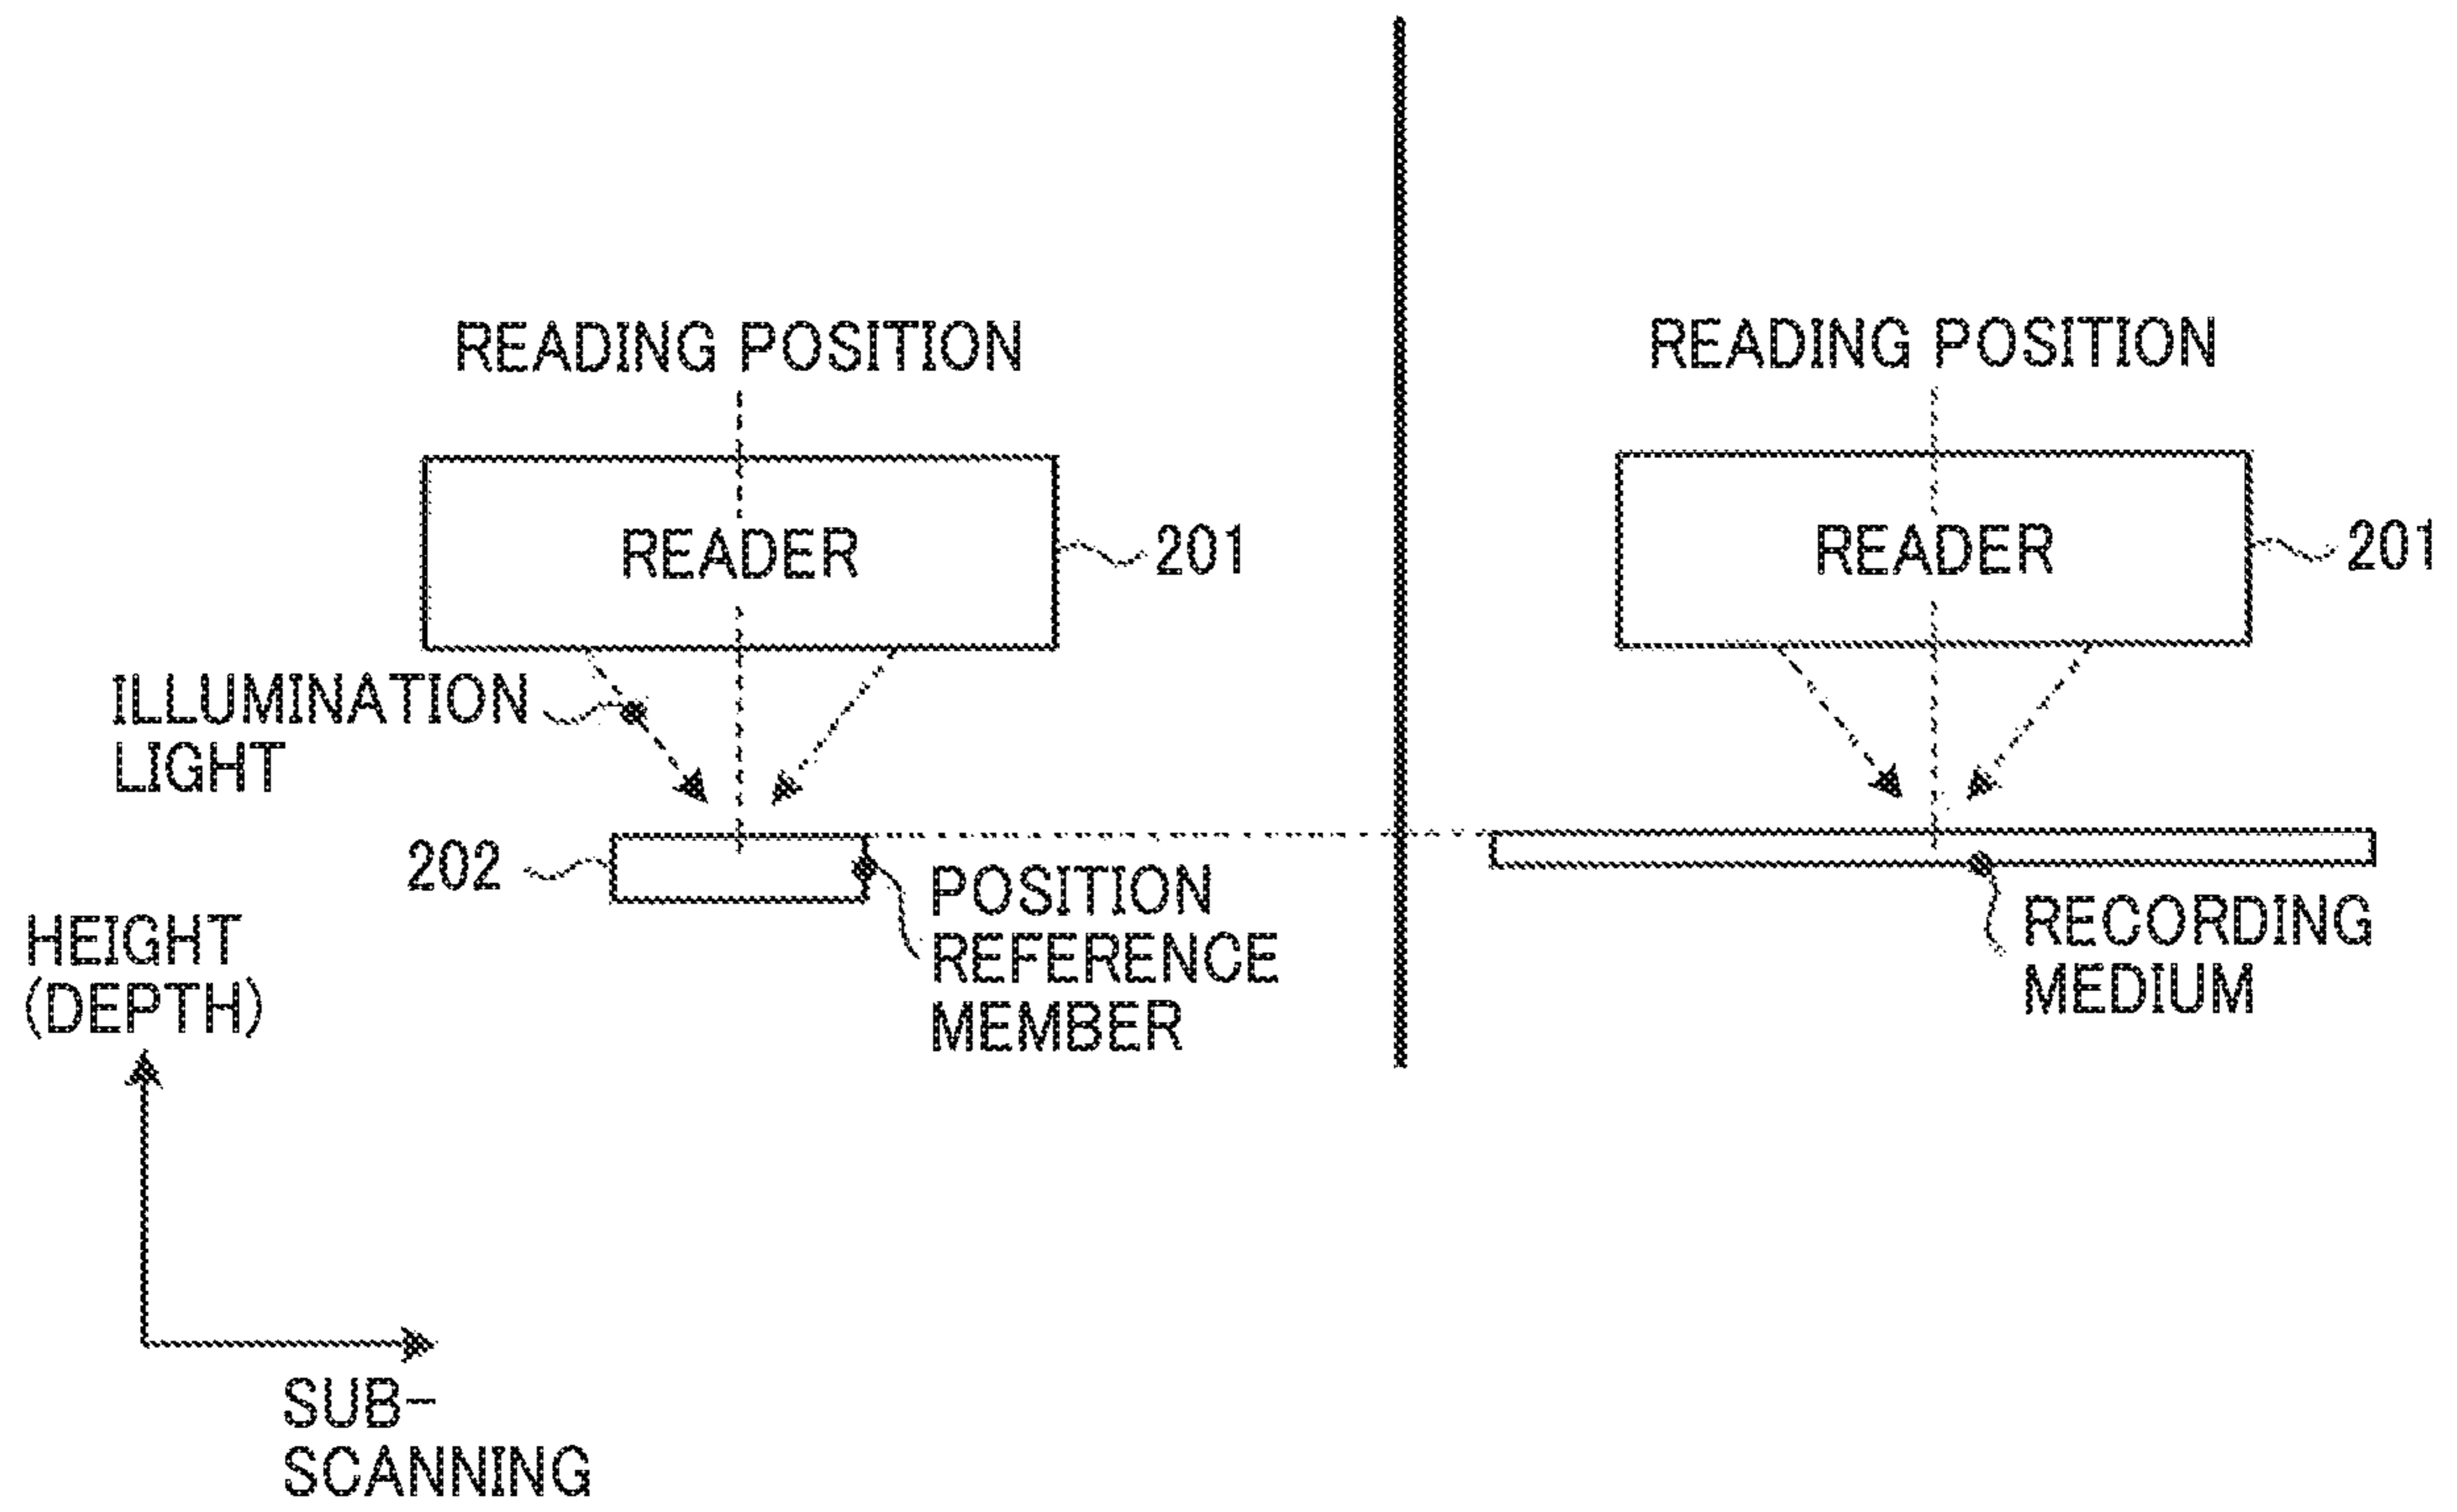 READING POSITION
READER
201
ILLUMINATION
LIGHT
202
POSITION
REFERENCE
MEMBER
HEIGHT
(DEPTH)
SUB-
SCANNING
READING POSITION
READER
201
RECORDING
MEDIUM